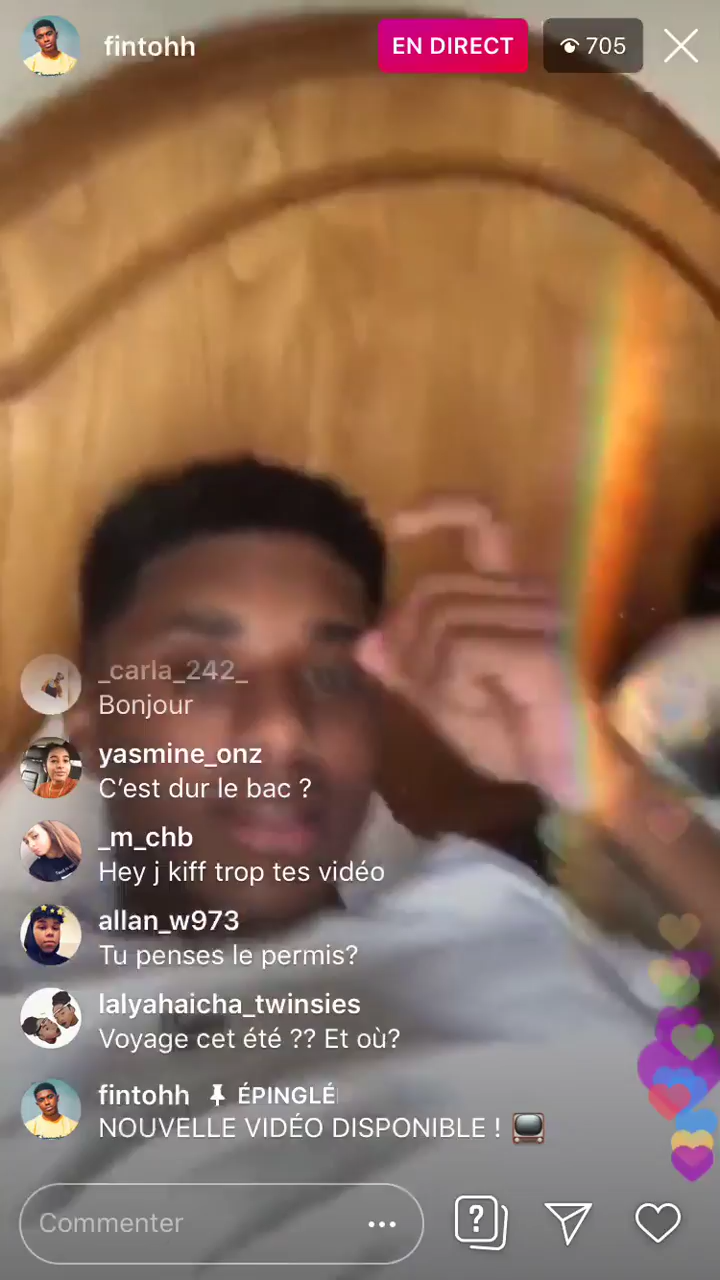 fintohh
EN DIRECT
705
_carla_242_
Bonjour
yasmine_onz
C’est dur le bac ?
_m_chb
Hey j kiff trop tes vidéo
allan_w973
Tu penses le permis?
lalyahaicha_twinsies
Voyage cet été ?? Et où?
fintohh ÉPINGLÉ
NOUVELLE VIDÉO DISPONIBLE !
Commenter